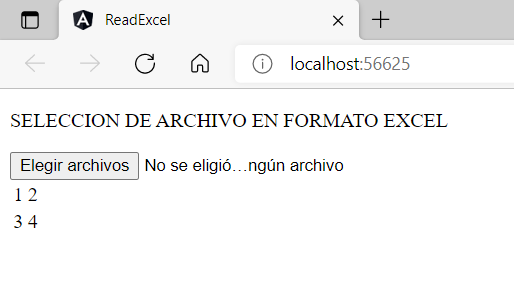 ReadExcel
localhost:56625
SELECCION DE ARCHIVO EN FORMATO EXCEL
Elegir archivos No se eligió…ngún archivo
1 2
3 4